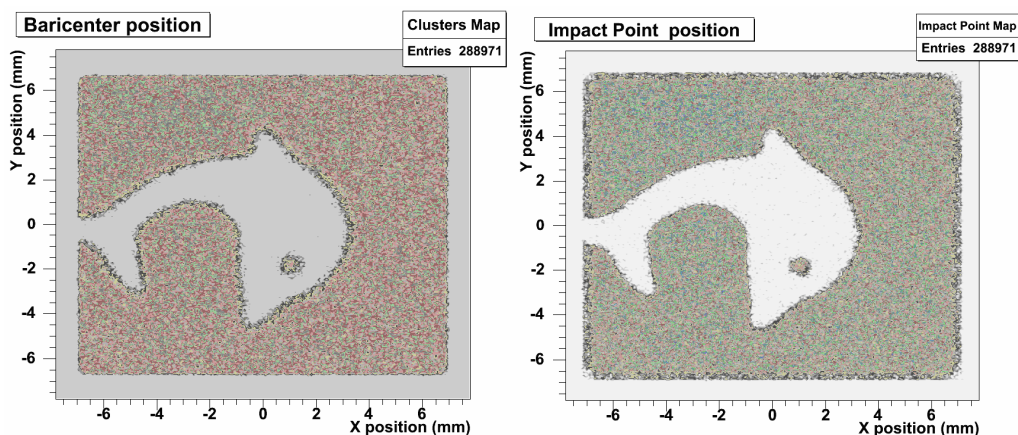 Baricenter position
Clusters Map
Entries 288971
Y position (mm)
6
4
2
0
-2
-4
-6
-6 -4 -2 0 2 4 6
X position (mm)
Impact Point position
Impact Point Map
Entries 288971
Y position (mm)
6
4
2
0
-2
-4
-6
-6 -4 -2 0 2 4 6
X position (mm)